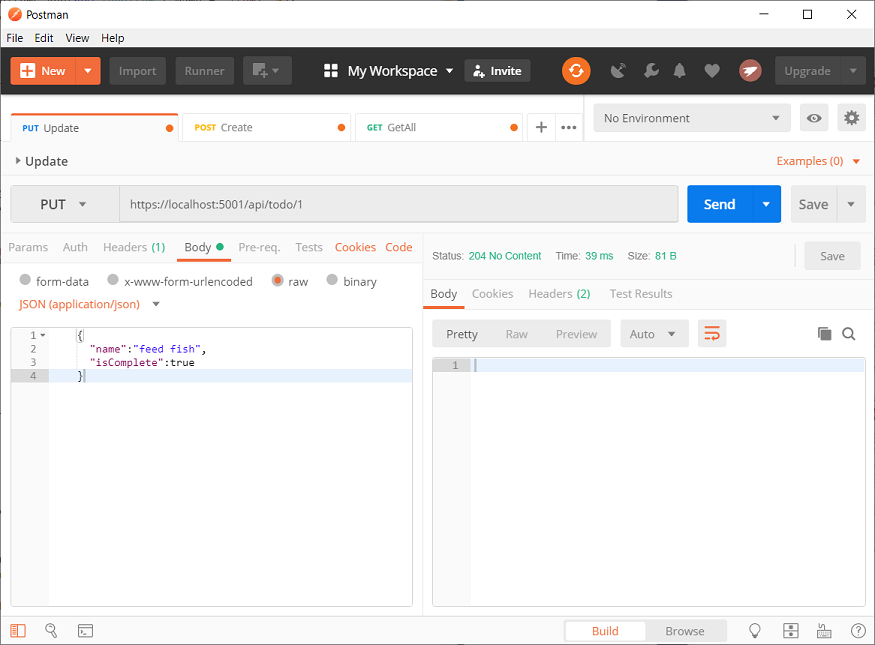 Postman
File Edit View Help
New Import Runner My Workspace Invite Upgrade
PUT Update POST Create GET GetAll No Environment
Update Examples (0)
PUT https://localhost:5001/api/todo/1 Send Save
Params Auth Headers (1) Body Pre-req. Tests Cookies Code
form-data x-www-form-urlencoded raw binary
JSON (application/json)
1 {
2 "name":"feed fish",
3 "isComplete":true
4 }
Status: 204 No Content Time: 39 ms Size: 81 B Save
Body Cookies Headers (2) Test Results
Pretty Raw Preview Auto
1
Build Browse